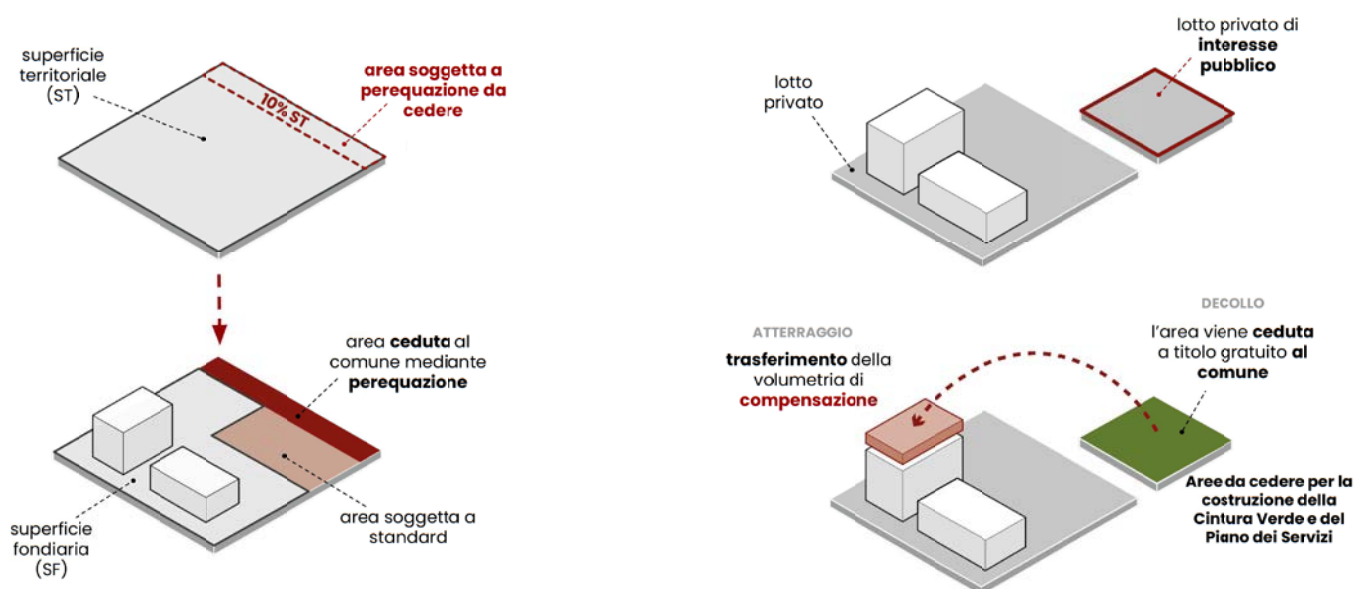 superficie
territoriale
(ST)
10% ST
area soggetta a
perequazione da
cedere
area ceduta al
comune mediante
perequazione
superficie
fondiaria
(SF)
area soggetta a
standard
lotto
privato
lotto privato di
interesse
pubblico
ATTERRAGGIO
trasferimento della
volumetria di
compensazione
DECOLLO
l'area viene ceduta
a titolo gratuito al
comune
Aree da cedere per la
costruzione della
Cintura Verde e del
Piano dei Servizi